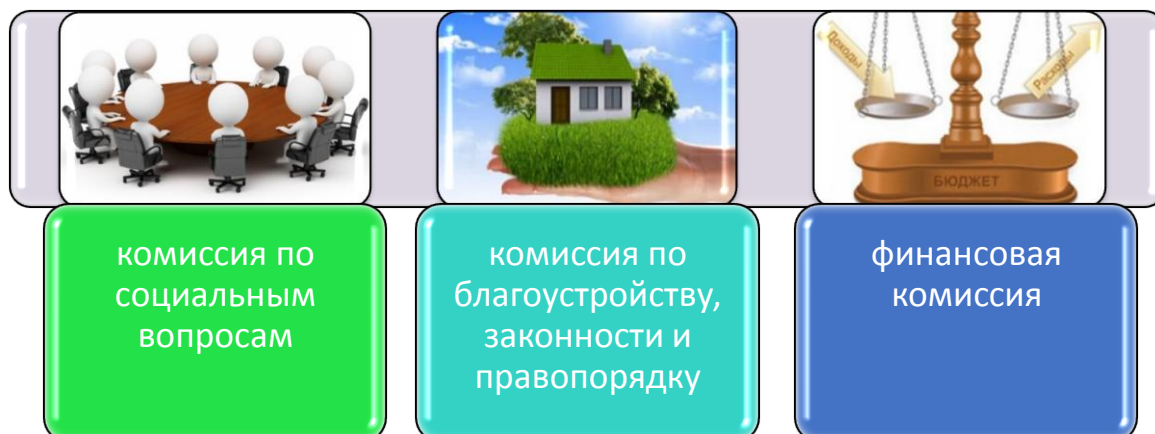 Доходы
Расходы
БЮДЖЕТ
комиссия по
социальным
вопросам
комиссия по
благоустройству,
законности и
правопорядку
финансовая
комиссия